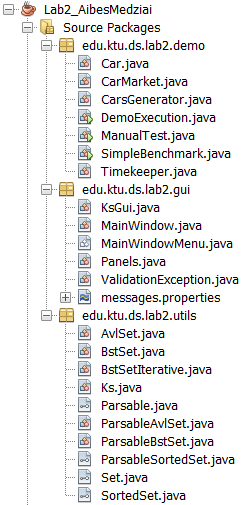 Lab2_AibesMedziai
Source Packages
edu.ktu.ds.lab2.demo
Car.java
CarMarket.java
CarsGenerator.java
DemoExecution.java
ManualTest.java
SimpleBenchmark.java
Timekeeper.java
edu.ktu.ds.lab2.gui
KsGui.java
MainWindow.java
MainWindowMenu.java
Panels.java
ValidationException.java
messages.properties
edu.ktu.ds.lab2.utils
AvlSet.java
BstSet.java
BstSetIterative.java
Ks.java
Parsable.java
ParsableAvlSet.java
ParsableBstSet.java
ParsableSortedSet.java
Set.java
SortedSet.java